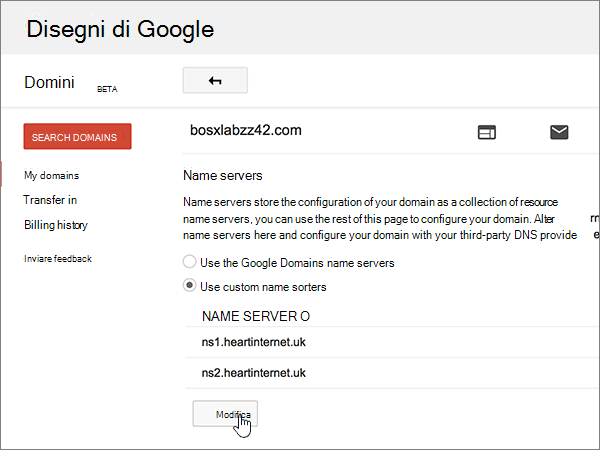 Disegni di Google
Domini BETA
SEARCH DOMAINS
bosxlabzz42.com
My domains
Transfer in
Billing history
Inviare feedback
Name servers
Name servers store the configuration of your domain as a collection of resource
name servers, you can use the rest of this page to configure your domain. Alter rn
name servers here and configure your domain with your third-party DNS provide e
Use the Google Domains name servers
Use custom name sorters
NAME SERVER O
ns1.heartinternet.uk
ns2.heartinternet.uk
Modifica